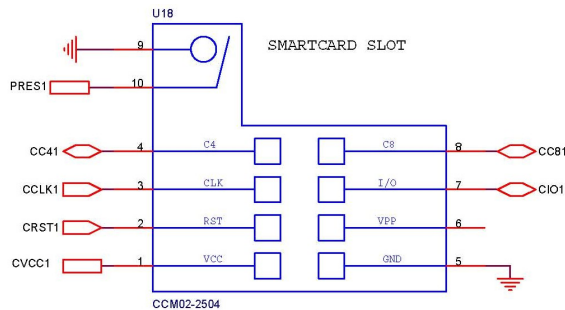 U18
SMARTCARD SLOT
9
PRES1
10
CC41
4
C4
C8
8
CC81
CCLK1
3
CLK
I/O
7
CIO1
CRST1
2
RST
VPP
6
CVCC1
1
VCC
GND
5
CCM02-2504